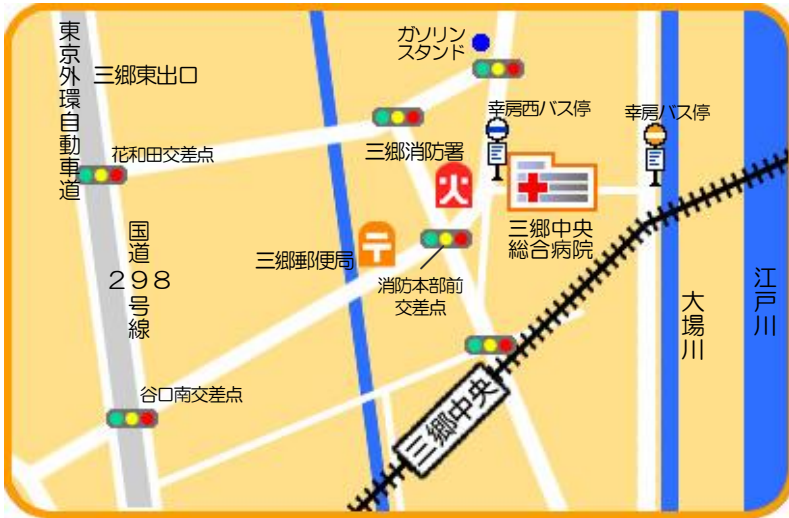 東京外環自動車道
三郷東出口
ガソリン
スタンド
花和田交差点
三郷消防署
火
幸房西バス停
幸房バス停
三郷中央
総合病院
国道
298
号線
三郷郵便局
〒
消防本部前
交差点
大場川
江戸川
谷口南交差点
三郷中央